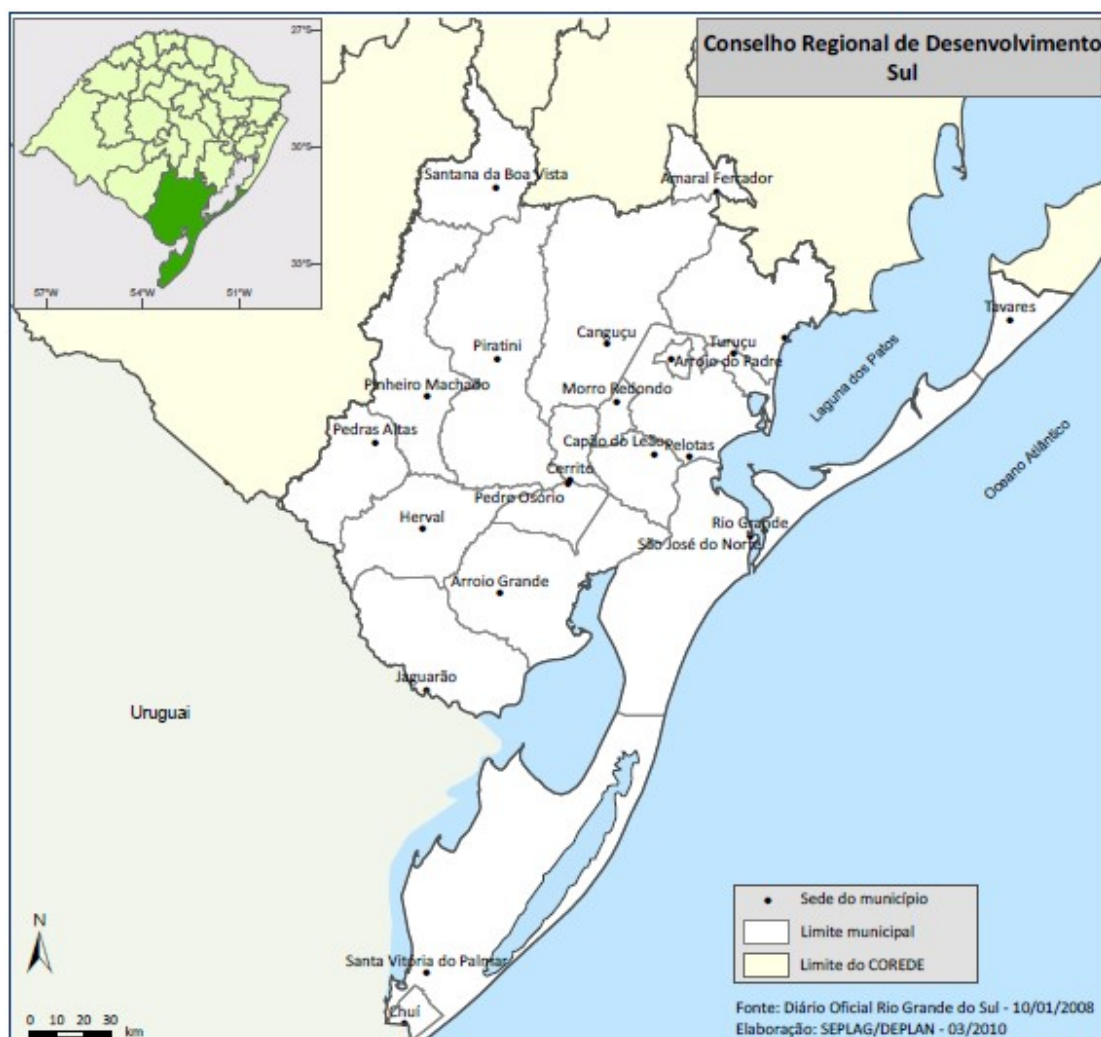 Conselho Regional de Desenvolvimento
Sul
27°S
30°S
33°S
57°W
54°W
51°W
Santana da Boa Vista
Amaral Ferrador
Tavares
Canguçu
Turuçu
Piratini
Arroio do Padre
Pinheiro Machado
Morro Redondo
Laguna dos Patos
Pedras Altas
Capão do Leão
Pelotas
Oceano Atlântico
Cerrito
Pedro Osório
Herval
Rio Grande
São José do Norte
Arroio Grande
Jaguarão
Uruguai
Santa Vitória do Palmar
Chuí
N
0 10 20 30
km
Sede do município
Limite municipal
Limite do COREDE
Fonte: Diário Oficial Rio Grande do Sul - 10/01/2008
Elaboração: SEPLAG/DEPLAN - 03/2010